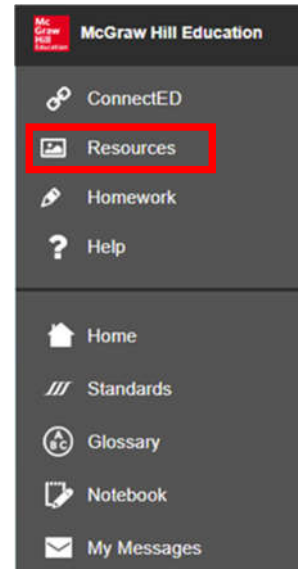 Mc
Graw
Hill
Education
McGraw Hill Education
ConnectED
Resources
Homework
? Help
Home
Standards
A
B C
Glossary
Notebook
My Messages